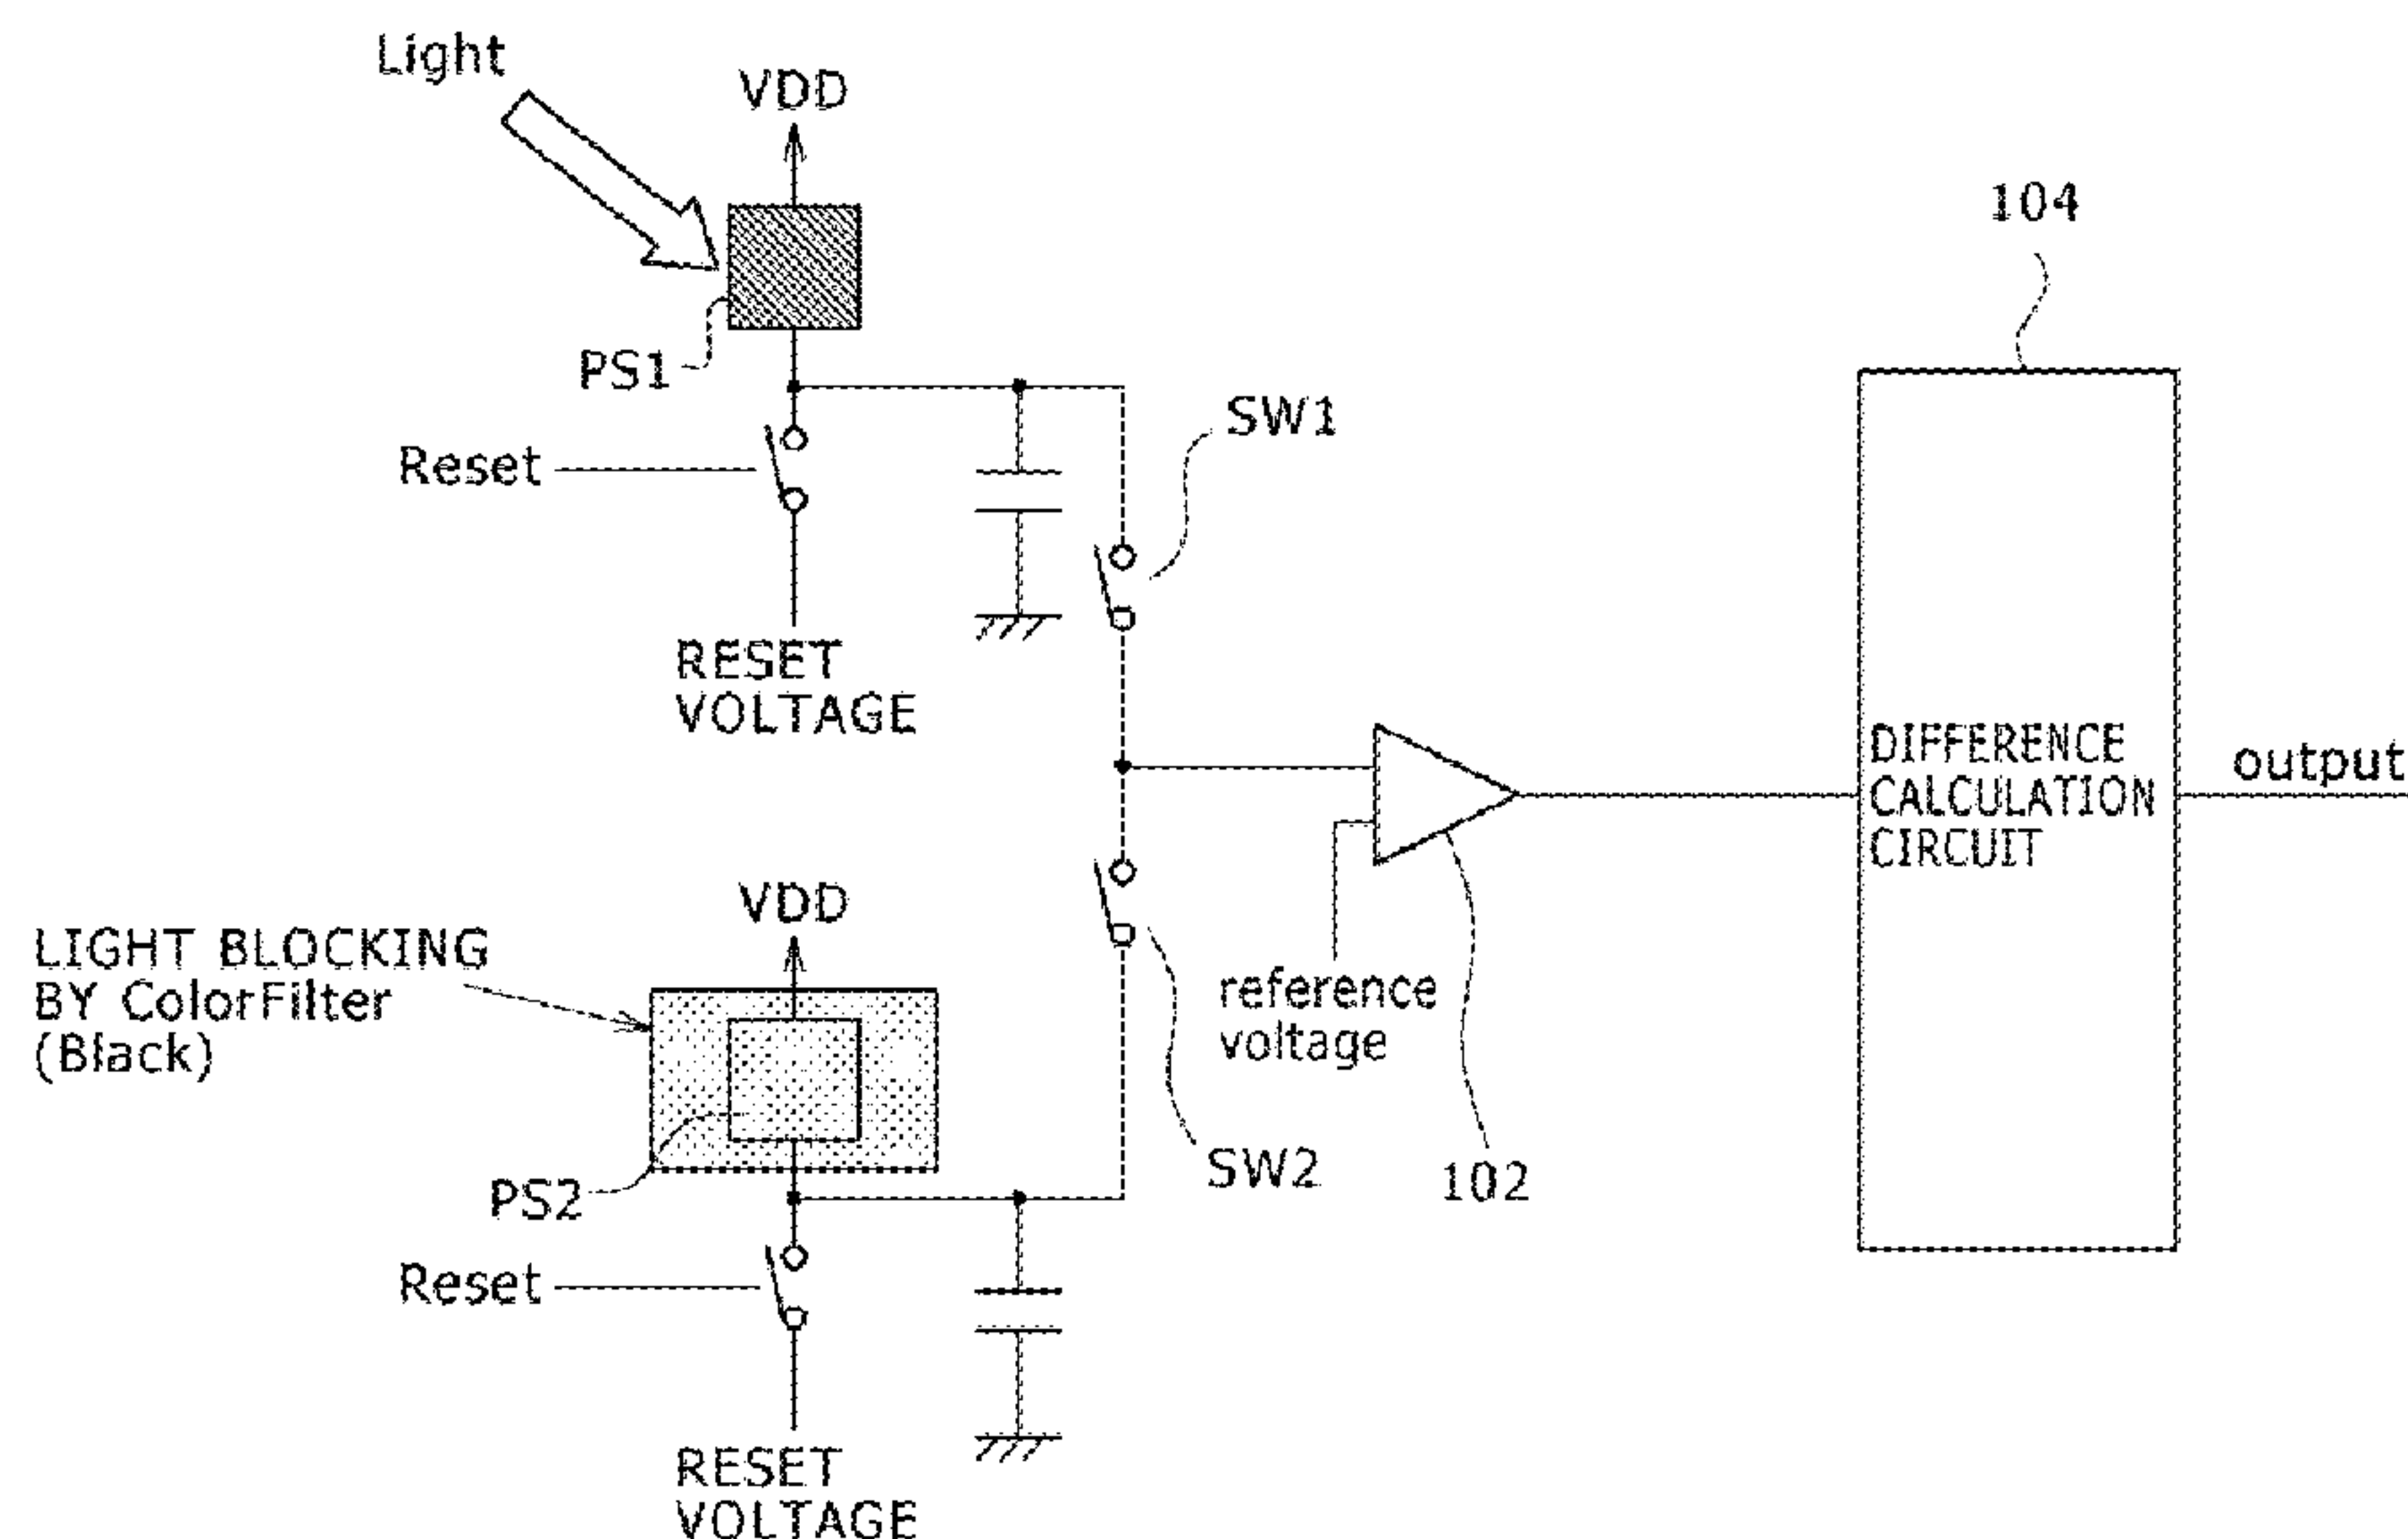 Light
VDD
104
PS1
SW1
Reset
RESET
VOLTAGE
DIFFERENCE
CALCULATION
CIRCUIT
output
VDD
LIGHT BLOCKING
BY ColorFilter
(Black)
reference
voltage
PS2
SW2
102
Reset
RESET
VOLTAGE